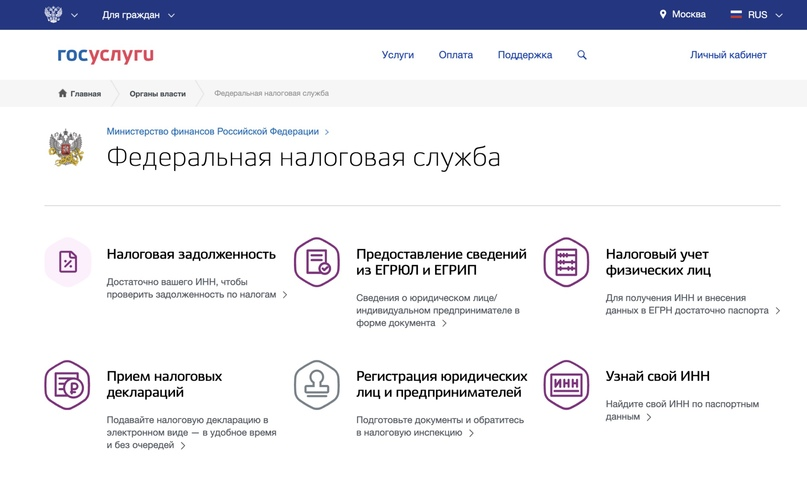 Для граждан
Москва
RUS
госуслуги
Услуги
Оплата
Поддержка
Личный кабинет
Главная
Органы власти
Федеральная налоговая служба
Министерство финансов Российской Федерации
Федеральная налоговая служба
Налоговая задолженность
Достаточно вашего ИНН, чтобы
проверить задолженность по налогам
Предоставление сведений
из ЕГРЮЛ и ЕГРИП
Сведения о юридическом лице/
индивидуальном предпринимателе в
форме документа
Налоговый учет
физических лиц
Для получения ИНН и внесения
данных в ЕГРН достаточно паспорта
Прием налоговых
деклараций
Подавайте налоговую декларацию в
электронном виде — в удобное время
и без очередей
Регистрация юридических
лиц и предпринимателей
Подготовьте документы и обратитесь
в налоговую инспекцию
ИНН
Узнай свой ИНН
Найдите свой ИНН по паспортным
данным